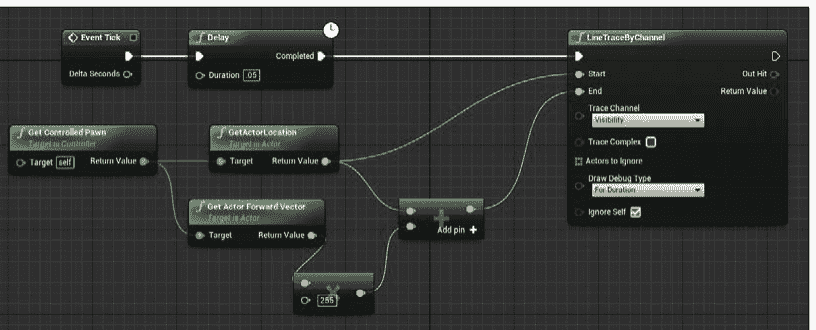 Event Tick
Delta Seconds
Delay
Completed
Duration .05
LineTraceByChannel
Start
Out Hit
End
Return Value
Trace Channel
Visibility
Trace Complex
Actors to Ignore
Draw Debug Type
For Duration
Ignore Self
Get Controlled Pawn
Target is Controller
Target self
Return Value
GetActorLocation
Target is Actor
Target
Return Value
Get Actor Forward Vector
Target is Actor
Target
Return Value
Add pin +
255